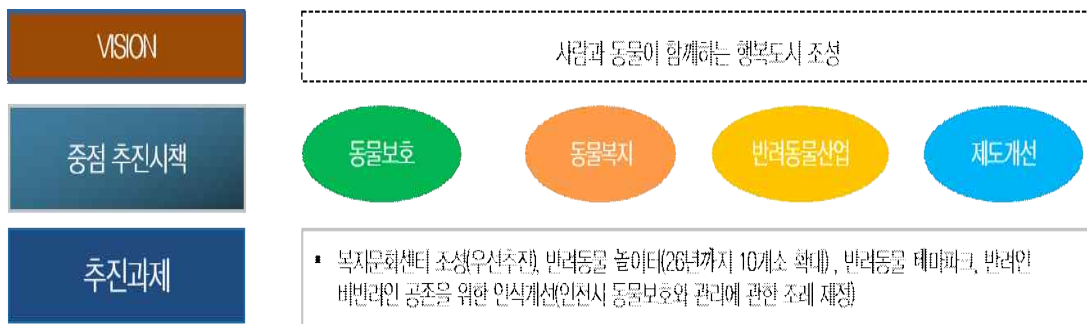 VISION
사람과 동물이 함께하는 행복도시 조성
중점 추진시책
동물보호
동물복지
반려동물산업
제도개선
추진과제
▪ 복지문화센터 조성(우선추진), 반려동물 놀이터(26년까지 10개소 확대) , 반려동물 테마파크, 반려인
비반려인 공존을 위한 인식개선(인천시 동물보호와 관리에 관한 조례 제정)